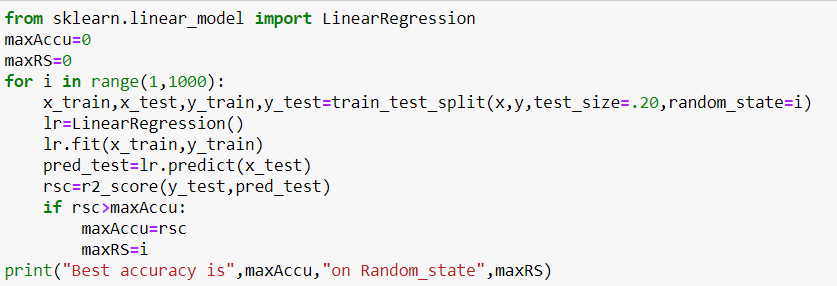 from sklearn.linear_model import LinearRegression
maxAccu=0
maxRS=0
for i in range(1,1000):
    x_train,x_test,y_train,y_test=train_test_split(x,y,test_size=.20,random_state=i)
    lr=LinearRegression()
    lr.fit(x_train,y_train)
    pred_test=lr.predict(x_test)
    rsc=r2_score(y_test,pred_test)
    if rsc>maxAccu:
        maxAccu=rsc
        maxRS=i
print("Best accuracy is",maxAccu,"on Random_state",maxRS)